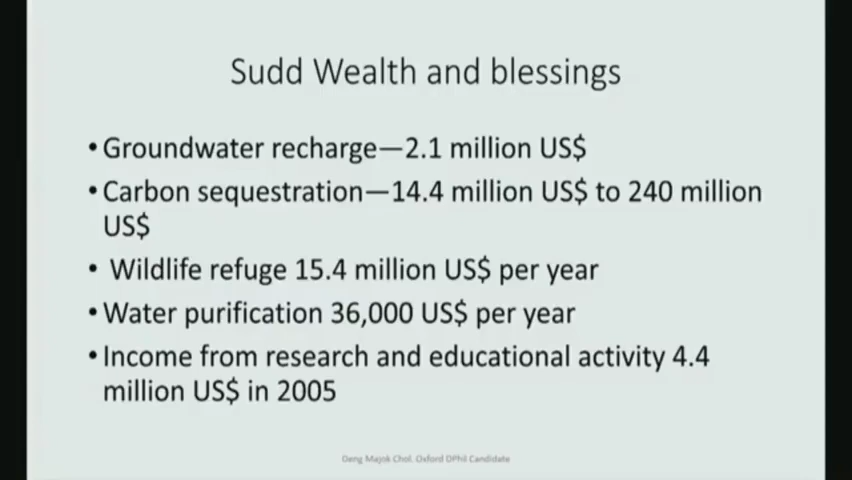 Sudd Wealth and blessings
•Groundwater recharge—2.1 million US$
•Carbon sequestration—14.4 million US$ to 240 million
US$
• Wildlife refuge 15.4 million US$ per year
•Water purification 36,000 US$ per year
•Income from research and educational activity 4.4
million US$ in 2005
Deng Majok Chol, Oxford DPhil Candidate